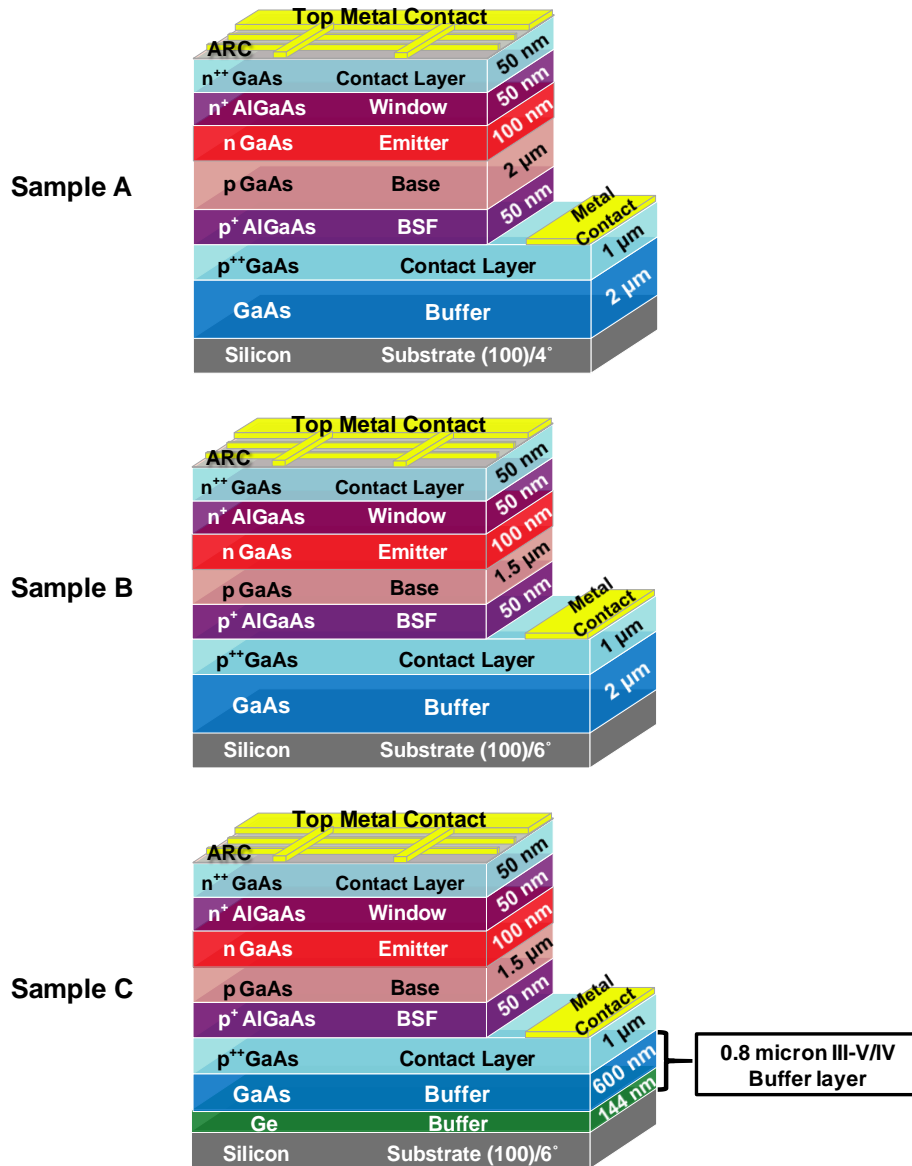 Top Metal Contact
ARC
n++ GaAs Contact Layer 50 nm
n+ AlGaAs Window 50 nm
n GaAs Emitter 100 nm
Sample A
p GaAs Base 2 µm
p+ AlGaAs BSF 50 nm
Metal Contact
p++GaAs Contact Layer 1 µm
GaAs Buffer 2 µm
Silicon Substrate (100)/4°
Top Metal Contact
ARC
n++ GaAs Contact Layer 50 nm
n+ AlGaAs Window 50 nm
n GaAs Emitter 100 nm
Sample B
p GaAs Base 1.5 µm
p+ AlGaAs BSF 50 nm
Metal Contact
p++GaAs Contact Layer 1 µm
GaAs Buffer 2 µm
Silicon Substrate (100)/6°
Top Metal Contact
ARC
n++ GaAs Contact Layer 50 nm
n+ AlGaAs Window 50 nm
n GaAs Emitter 100 nm
Sample C
p GaAs Base 1.5 µm
p+ AlGaAs BSF 50 nm
Metal Contact
p++GaAs Contact Layer 1 µm
GaAs Buffer 600 nm
Ge Buffer 144 nm
Silicon Substrate (100)/6°
0.8 micron III-V/IV
Buffer layer